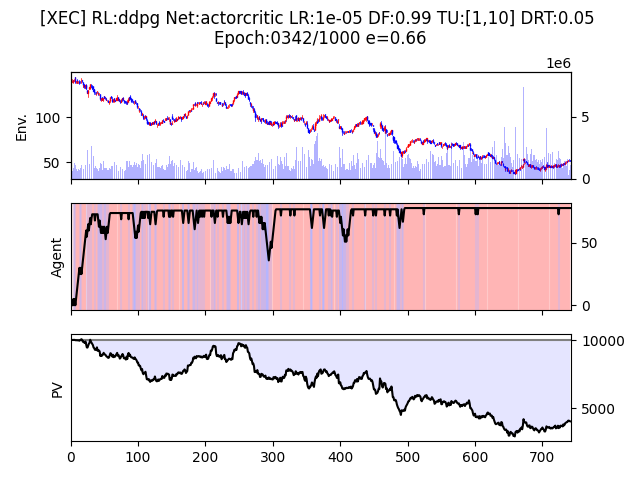 [XEC] RL:ddpg Net:actorcritic LR:1e-05 DF:0.99 TU:[1,10] DRT:0.05
Epoch:0342/1000 e=0.66
1e6
Env.
100
50
5
0
Agent
50
0
PV
10000
5000
0 100 200 300 400 500 600 700